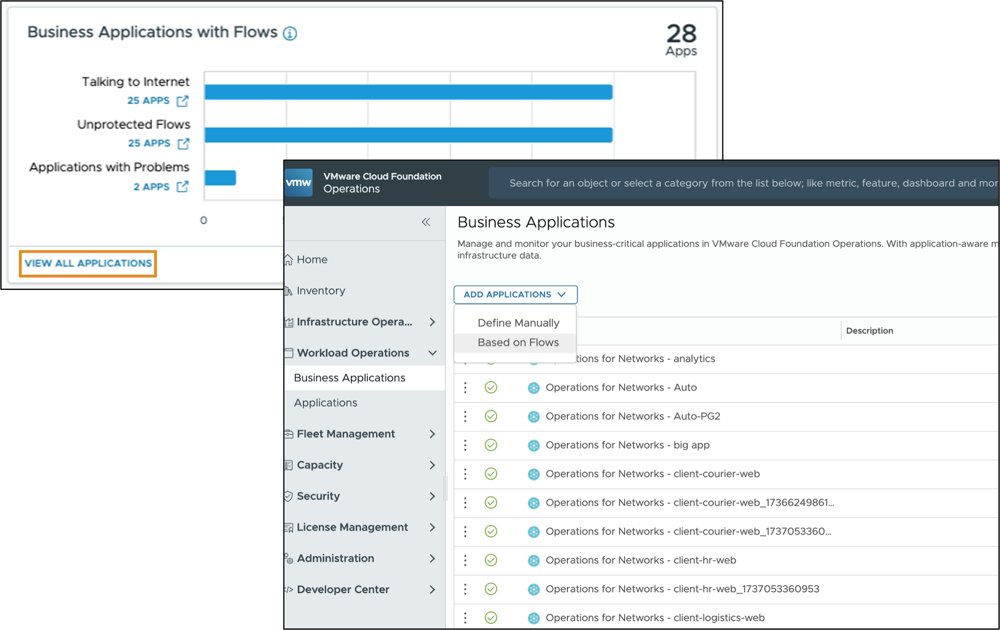 Business Applications with Flows
28
Apps
Talking to Internet
25 APPS
Unprotected Flows
25 APPS
Applications with Problems
2 APPS
0
VIEW ALL APPLICATIONS
vmw
VMware Cloud Foundation
Operations
Search for an object or select a category from the list below; like metric, feature, dashboard and mor
Home
Inventory
Infrastructure Opera...
Workload Operations
Business Applications
Applications
Fleet Management
Capacity
Security
License Management
Administration
Developer Center
Business Applications
Manage and monitor your business-critical applications in VMware Cloud Foundation Operations. With application-aware m
infrastructure data.
ADD APPLICATIONS
Define Manually
Based on Flows
Description
tions for Networks - analytics
Operations for Networks - Auto
Operations for Networks - Auto-PG2
Operations for Networks - big app
Operations for Networks - client-courier-web
Operations for Networks - client-courier-web_17366249861...
Operations for Networks - client-courier-web_1737053360...
Operations for Networks - client-hr-web
Operations for Networks - client-hr-web_1737053360953
Operations for Networks - client-logistics-web